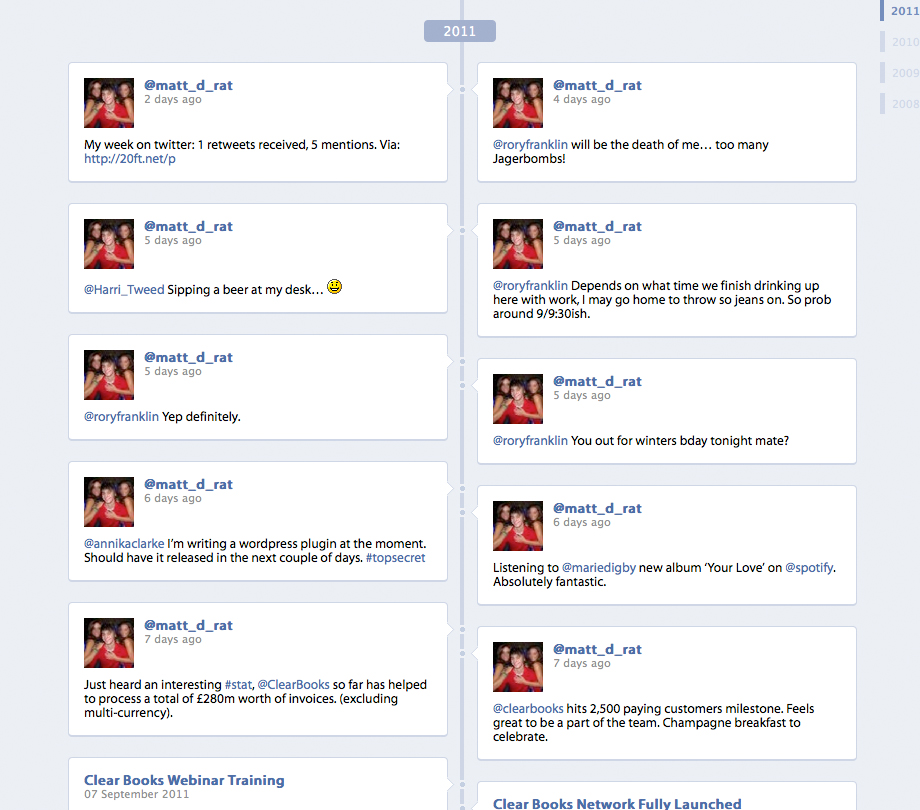 2011
2011
2010
2009
2008
@matt_d_rat
2 days ago
My week on twitter: 1 retweets received, 5 mentions. Via:
http://20ft.net/p
@matt_d_rat
4 days ago
@roryfranklin will be the death of me… too many
Jagerbombs!
@matt_d_rat
5 days ago
@Harri_Tweed Sipping a beer at my desk…
@matt_d_rat
5 days ago
@roryfranklin Depends on what time we finish drinking up
here with work, I may go home to throw so jeans on. So prob
around 9/9:30ish.
@matt_d_rat
5 days ago
@roryfranklin Yep definitely.
@matt_d_rat
5 days ago
@roryfranklin You out for winters bday tonight mate?
@matt_d_rat
6 days ago
@annikaclarke I’m writing a wordpress plugin at the moment.
Should have it released in the next couple of days. #topsecret
@matt_d_rat
6 days ago
Listening to @mariedigby new album ‘Your Love’ on @spotify.
Absolutely fantastic.
@matt_d_rat
7 days ago
Just heard an interesting #stat, @ClearBooks so far has helped
to process a total of £280m worth of invoices. (excluding
multi-currency).
@matt_d_rat
7 days ago
@clearbooks hits 2,500 paying customers milestone. Feels
great to be a part of the team. Champagne breakfast to
celebrate.
Clear Books Webinar Training
07 September 2011
Clear Books Network Fully Launched